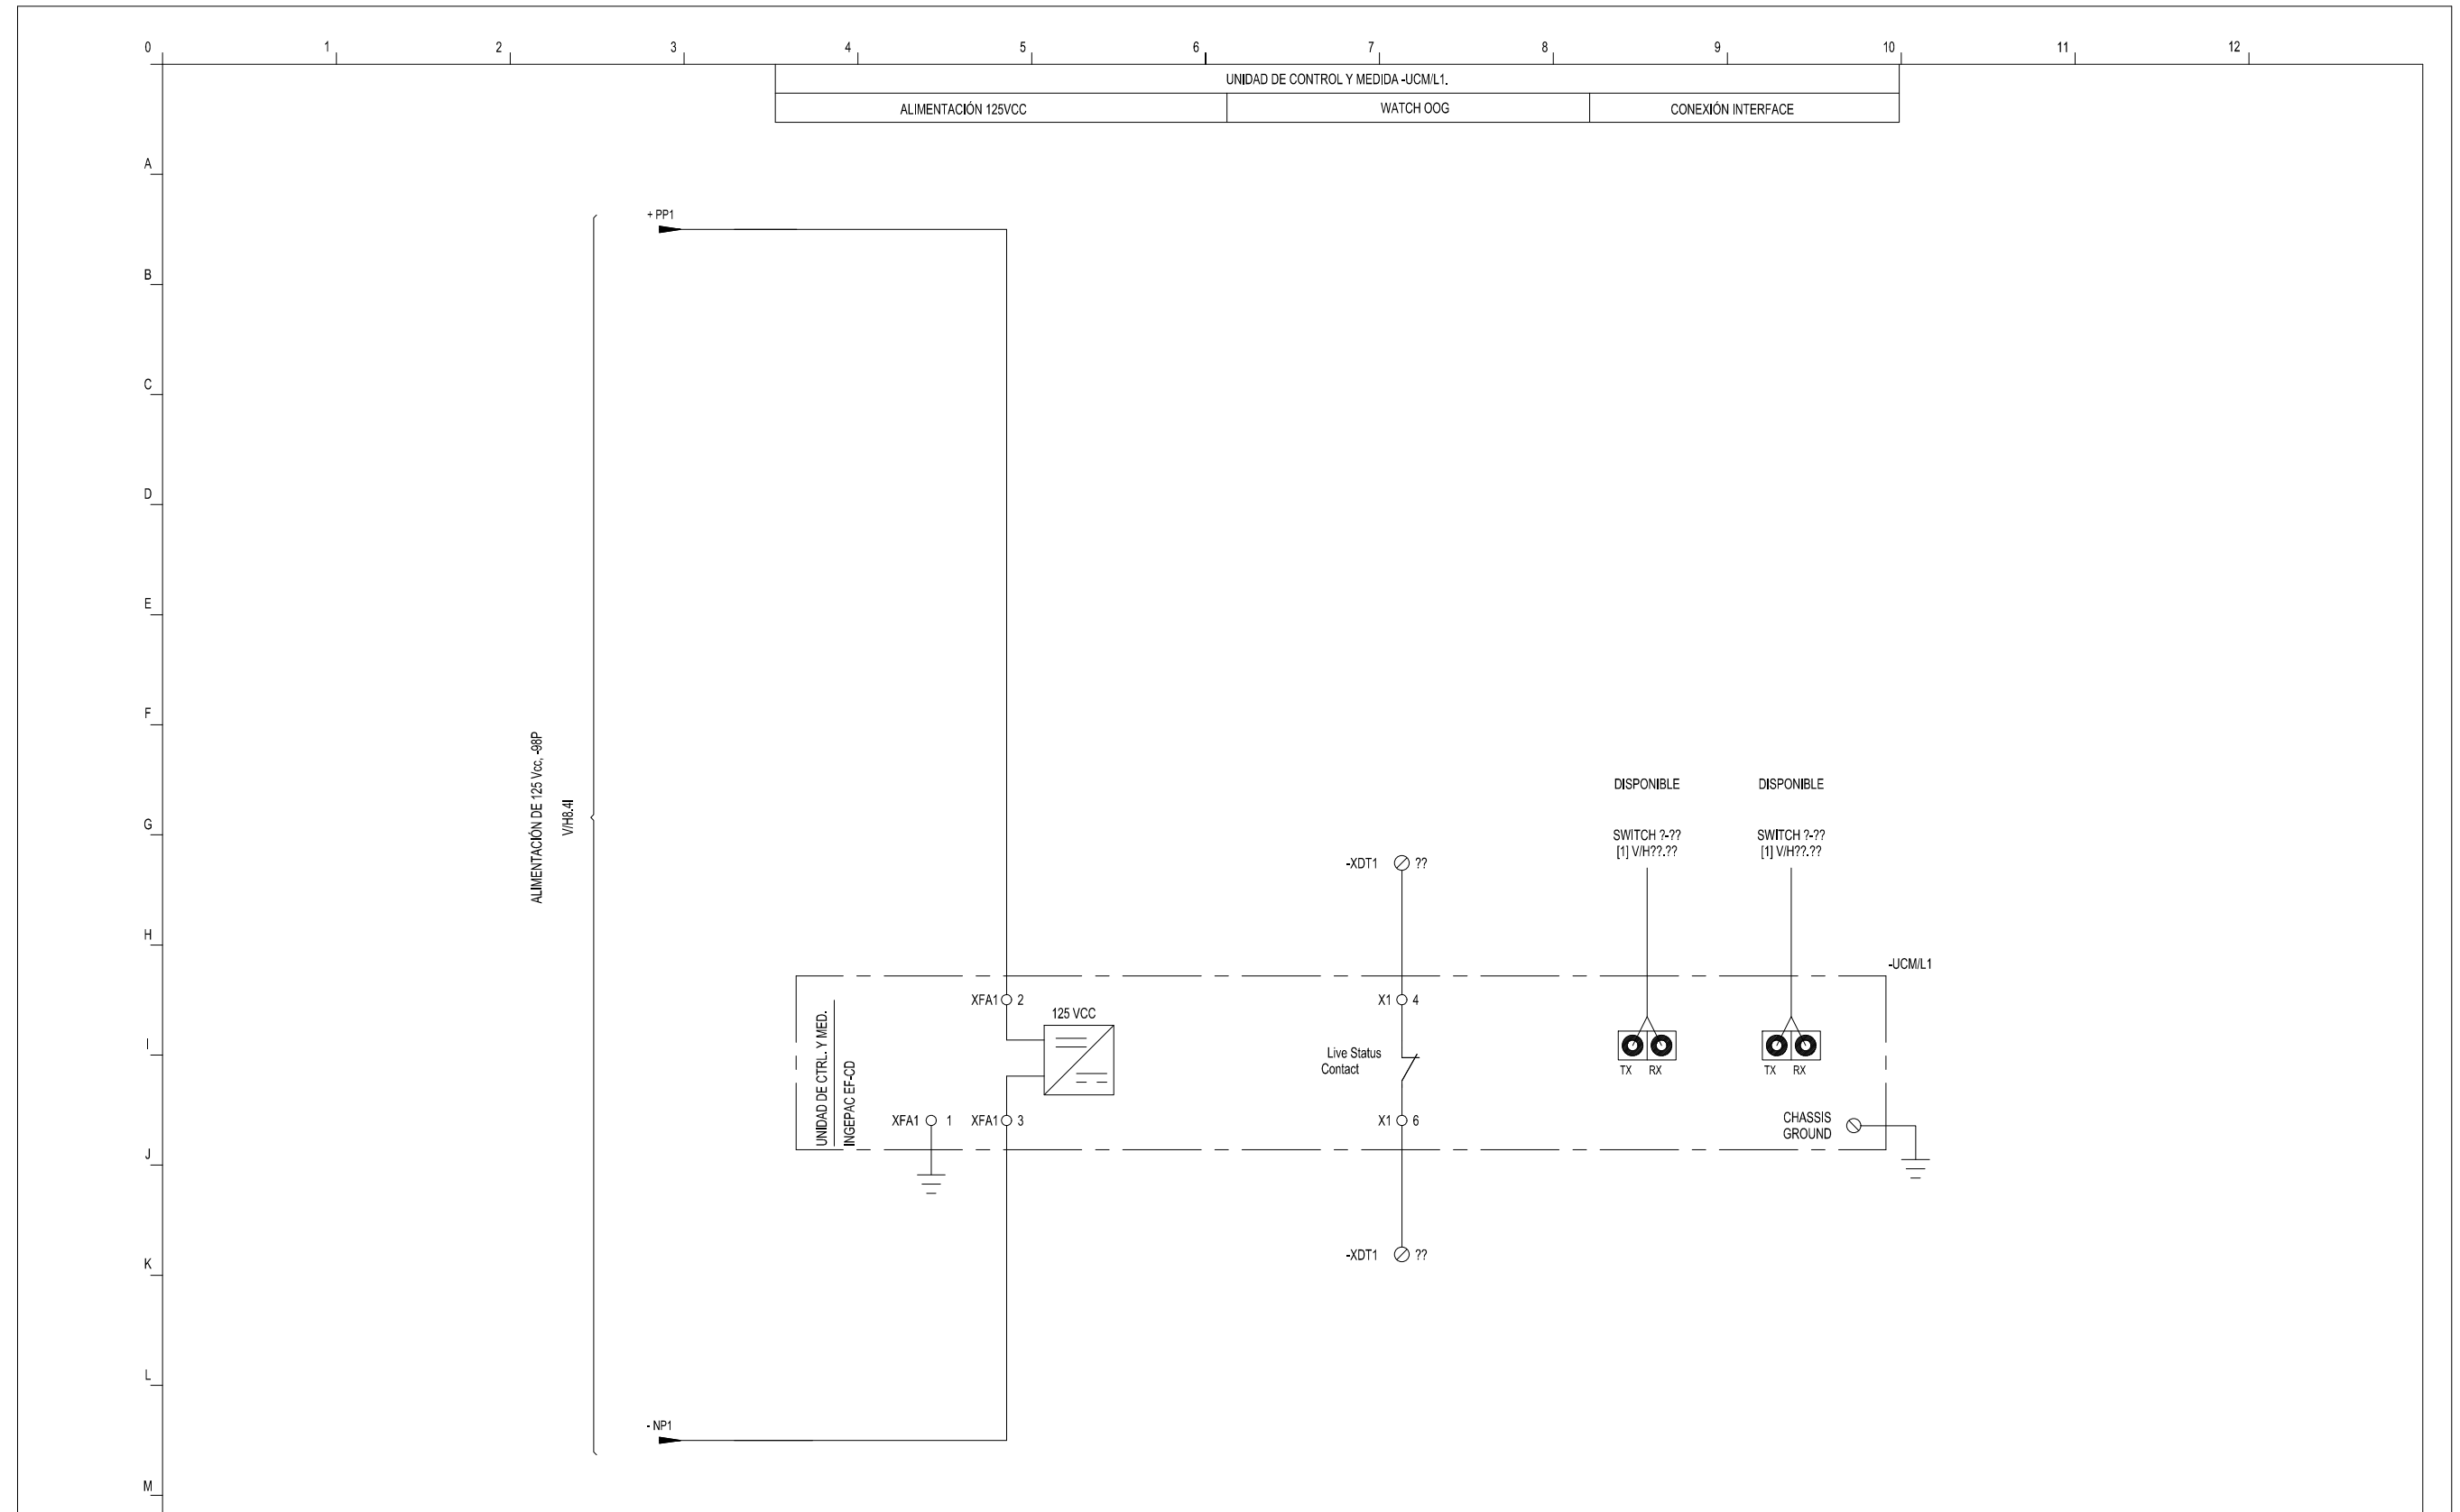 0 1 2 3 4 5 6 7 8 9 10 11 12
UNIDAD DE CONTROL Y MEDIDA -UCM/L1.
ALIMENTACIÓN 125VCC WATCH OOG CONEXIÓN INTERFACE
A
+ PP1
B
C
D
E
F
ALIMENTACIÓN DE 125 Vcc, -98P
V/H8.4I
DISPONIBLE DISPONIBLE
G
SWITCH ?-?? SWITCH ?-??
[1] V/H??.?? [1] V/H??.??
-XDT1 ??
H
-UCM/L1
XFA1 2 X1 4
125 VCC
UNIDAD DE CTRL. Y MED.
INGEPAC EF-CD
I
Live Status
Contact
TX RX TX RX
XFA1 1 XFA1 3 X1 6
CHASSIS
GROUND
J
-XDT1 ??
K
L
- NP1
M